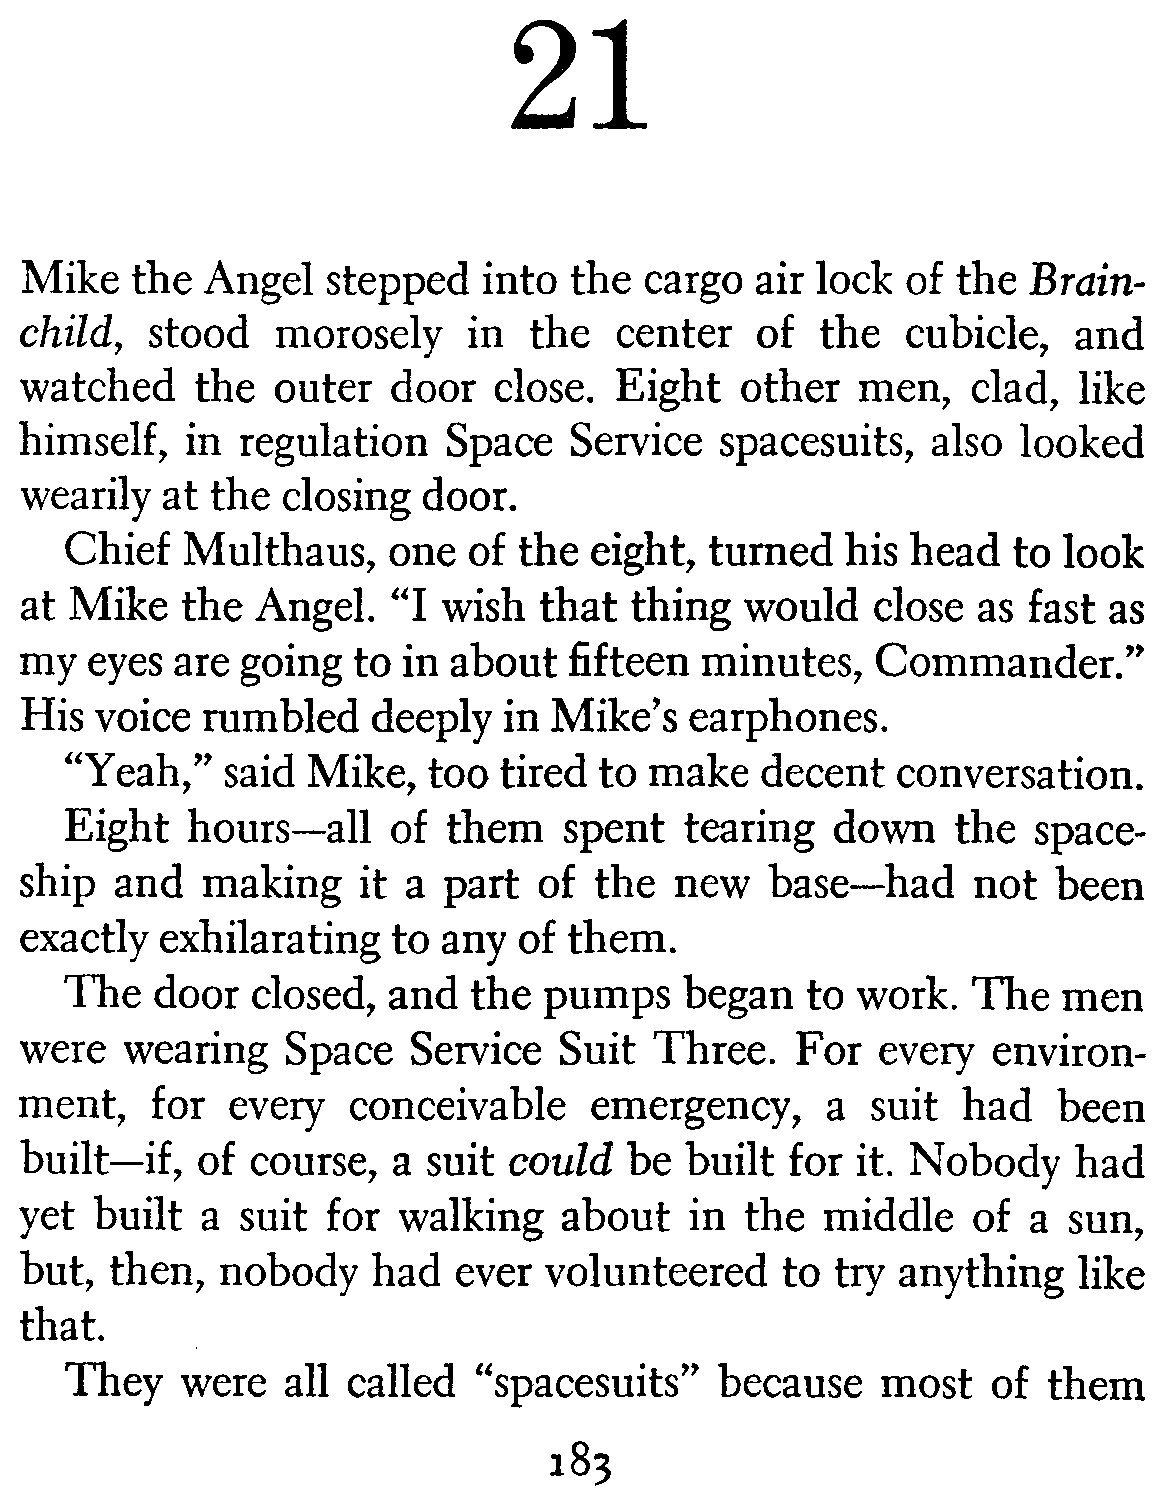 21
Mike the Angel stepped into the cargo air lock of the Brain-
child, stood morosely in the center of the cubicle, and
watched the outer door close. Eight other men, clad, like
himself, in regulation Space Service spacesuits, also looked
wearily at the closing door.
Chief Multhaus, one of the eight, turned his head to look
at Mike the Angel. “I wish that thing would close as fast as
my eyes are going to in about fifteen minutes, Commander.”
His voice rumbled deeply in Mike’s earphones.
“Yeah,” said Mike, too tired to make decent conversation.
Eight hours—all of them spent tearing down the space-
ship and making it a part of the new base—had not been
exactly exhilarating to any of them.
The door closed, and the pumps began to work. The men
were wearing Space Service Suit Three. For every environ-
ment, for every conceivable emergency, a suit had been
built—if, of course, a suit could be built for it. Nobody had
yet built a suit for walking about in the middle of a sun,
but, then, nobody had ever volunteered to try anything like
that.
They were all called “spacesuits” because most of them
183